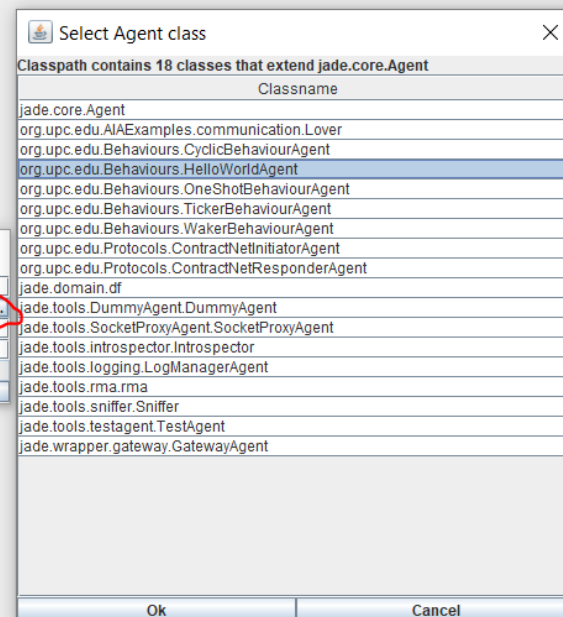 Select Agent class
Classpath contains 18 classes that extend jade.core.Agent
Classname
jade.core.Agent
org.upc.edu.AIAExamples.communication.Lover
org.upc.edu.Behaviours.CyclicBehaviourAgent
org.upc.edu.Behaviours.HelloWorldAgent
org.upc.edu.Behaviours.OneShotBehaviourAgent
org.upc.edu.Behaviours.TickerBehaviourAgent
org.upc.edu.Behaviours.WakerBehaviourAgent
org.upc.edu.Protocols.ContractNetInitiatorAgent
org.upc.edu.Protocols.ContractNetResponderAgent
jade.domain.df
jade.tools.DummyAgent.DummyAgent
jade.tools.SocketProxyAgent.SocketProxyAgent
jade.tools.introspector.Introspector
jade.tools.logging.LogManagerAgent
jade.tools.rma.rma
jade.tools.sniffer.Sniffer
jade.tools.testagent.TestAgent
jade.wrapper.gateway.GatewayAgent
Ok Cancel